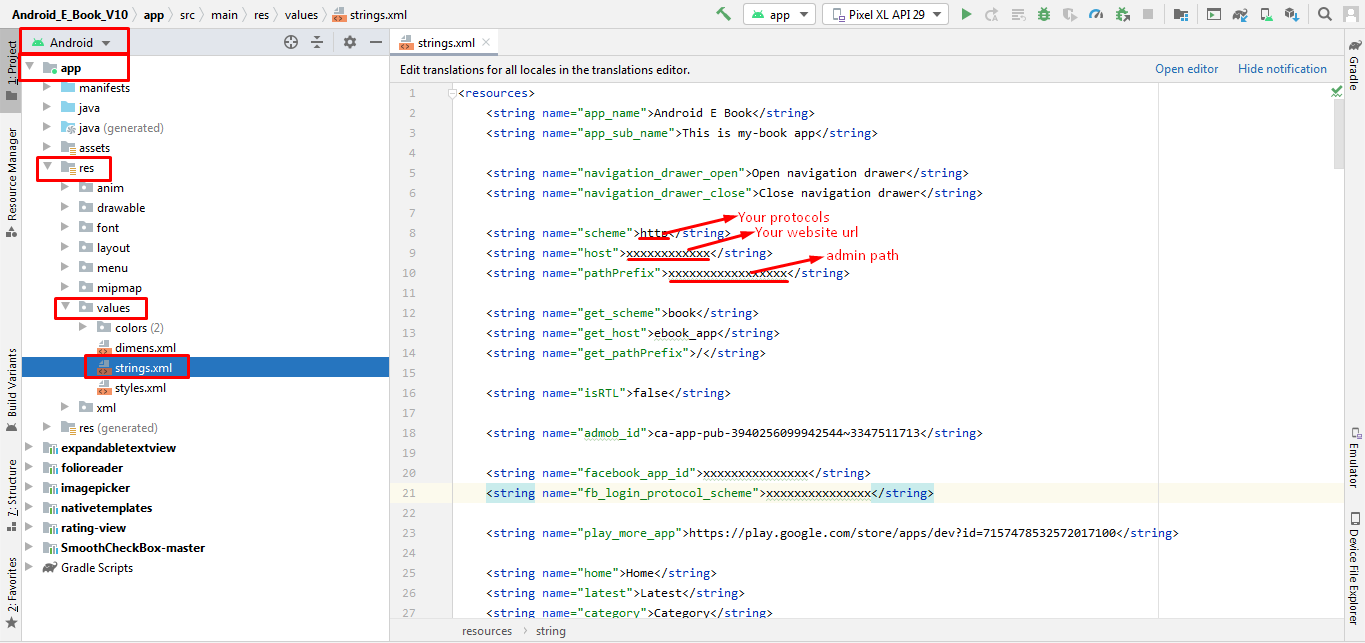 Android_E_Book_V10 app src main res values strings.xml
app Pixel XL API 29
1: Project
Resource Manager
Build Variants
7: Structure
2: Favorites
Android
app
manifests
java
java (generated)
assets
res
anim
drawable
font
layout
menu
mipmap
values
colors (2)
dimens.xml
strings.xml
styles.xml
xml
res (generated)
expandabletextview
folioreader
imagepicker
nativetemplates
rating-view
SmoothCheckBox-master
Gradle Scripts
strings.xml
Edit translations for all locales in the translations editor. Open editor Hide notification
1 <resources>
2 <string name="app_name">Android E Book</string>
3 <string name="app_sub_name">This is my-book app</string>
4
5 <string name="navigation_drawer_open">Open navigation drawer</string>
6 <string name="navigation_drawer_close">Close navigation drawer</string>
7
Your protocols
8 <string name="scheme">http</string>
Your website url
9 <string name="host">xxxxxxxxxxxx</string>
admin path
10 <string name="pathPrefix">xxxxxxxxxxxxxxxxx</string>
11
12 <string name="get_scheme">book</string>
13 <string name="get_host">ebook_app</string>
14 <string name="get_pathPrefix">/</string>
15
16 <string name="isRTL">false</string>
17
18 <string name="admob_id">ca-app-pub-3940256099942544~3347511713</string>
19
20 <string name="facebook_app_id">xxxxxxxxxxxxxxx</string>
21 <string name="fb_login_protocol_scheme">xxxxxxxxxxxxxxx</string>
22
23 <string name="play_more_app">https://play.google.com/store/apps/dev?id=7157478532572017100</string>
24
25 <string name="home">Home</string>
26 <string name="latest">Latest</string>
27 <string name="category">Category</string>
resources string
Gradle
Emulator
Device File Explorer